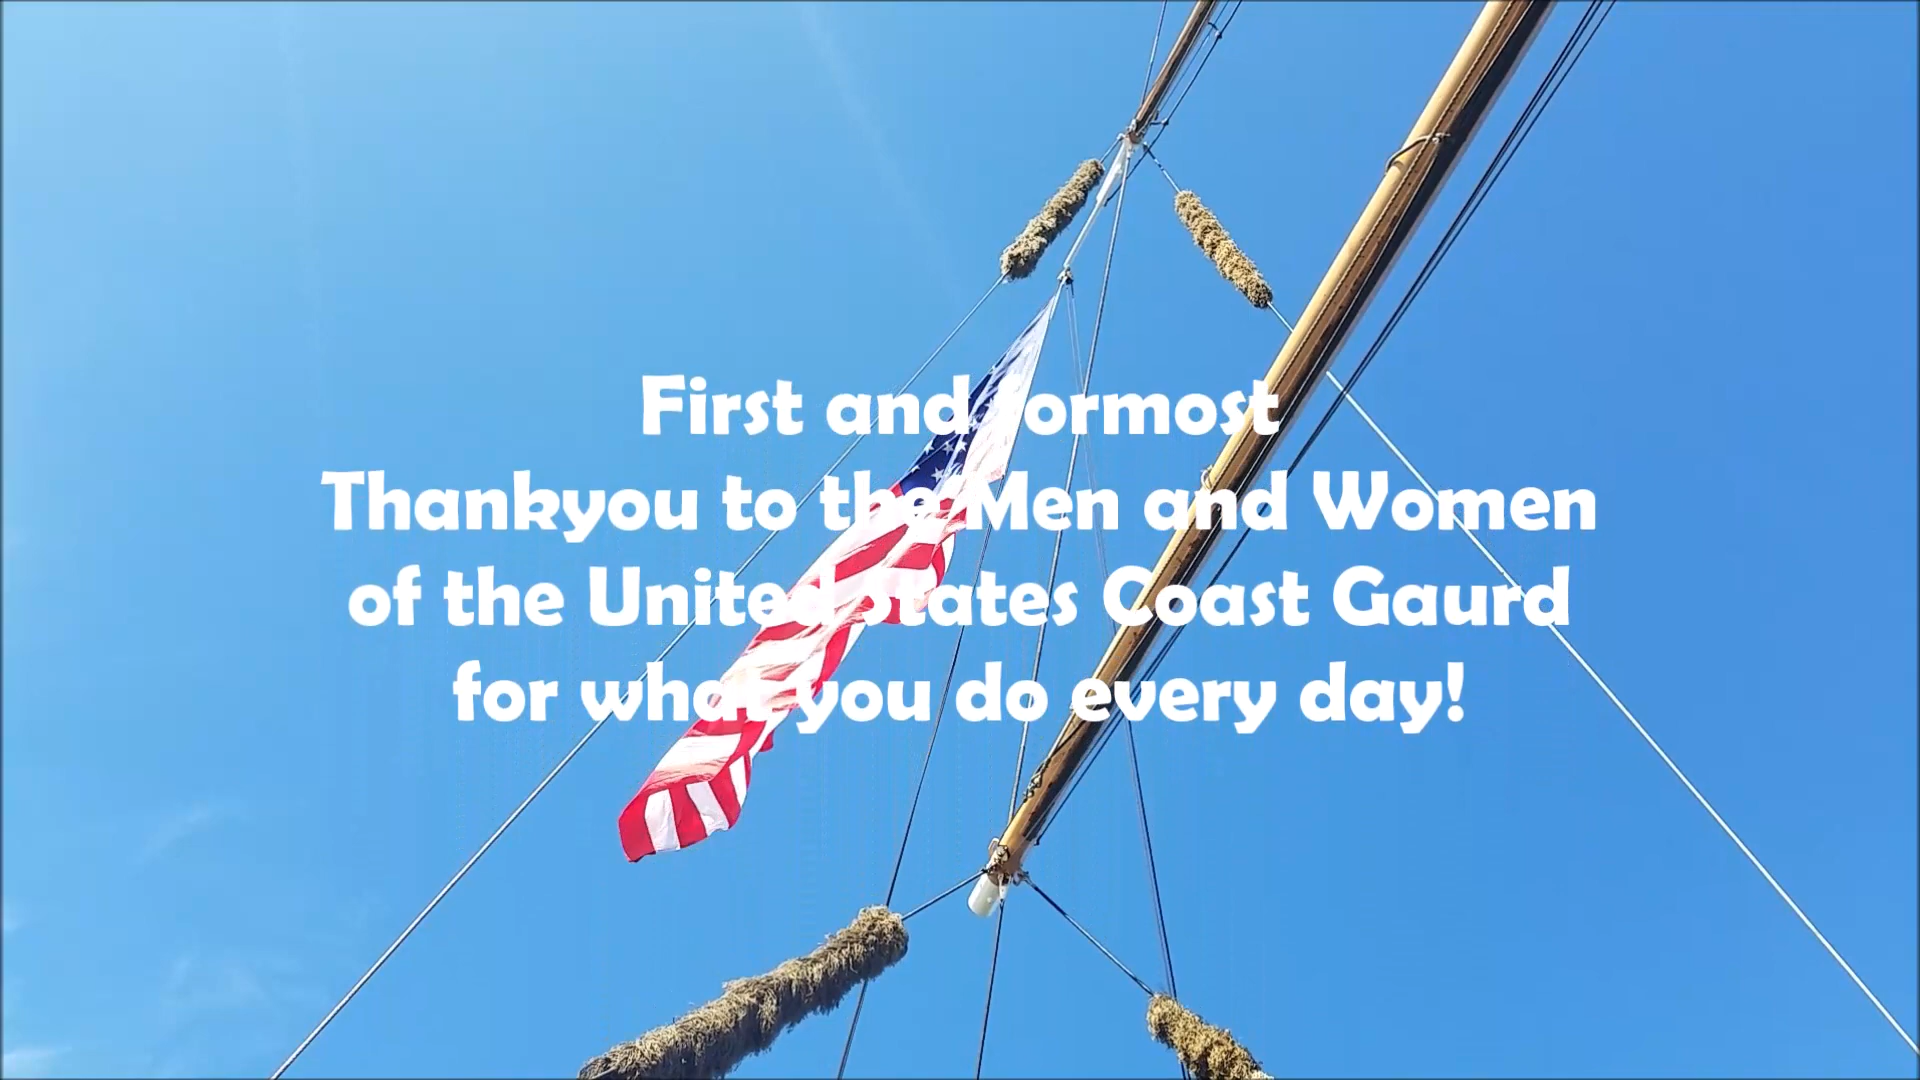 First and formost
Thankyou to the Men and Women
of the United States Coast Gaurd
for what you do every day!